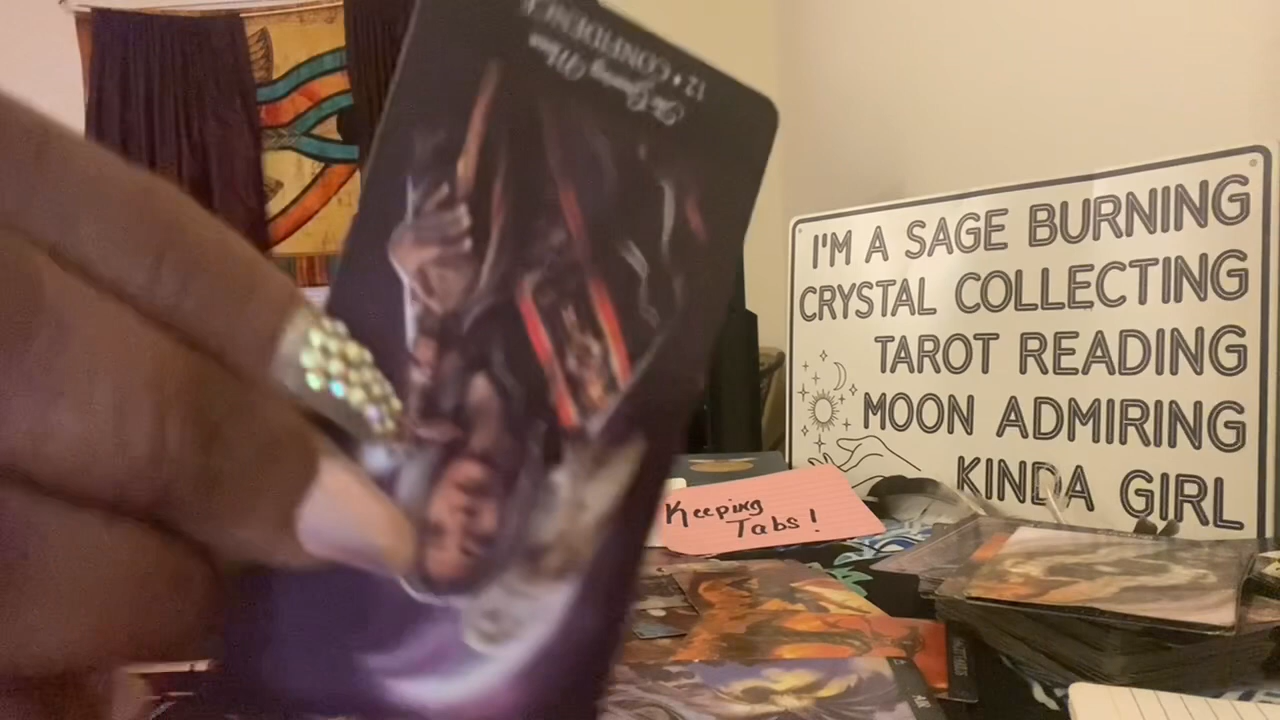 12 • CONFIDENCE
I'M A SAGE BURNING
CRYSTAL COLLECTING
TAROT READING
MOON ADMIRING
KINDA GIRL
Keeping
Tabs!